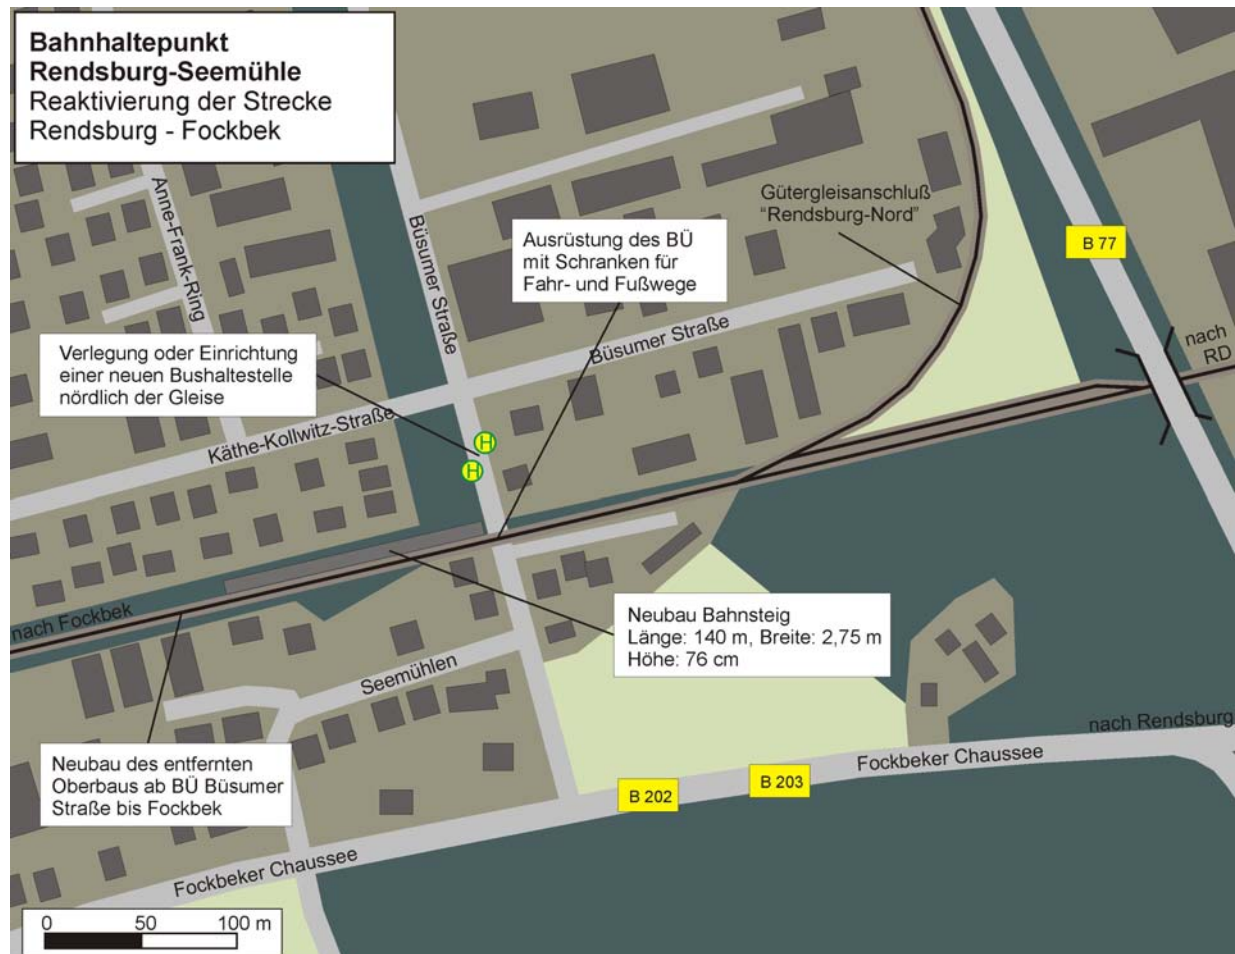 Bahnhaltepunkt
Rendsburg-Seemühle
Reaktivierung der Strecke
Rendsburg - Fockbek
Anne-Frank-Ring
Büsumer Straße
Gütergleisanschluß
"Rendsburg-Nord"
B 77
Ausrüstung des BÜ
mit Schranken für
Fahr- und Fußwege
Büsumer Straße
nach
RD
Verlegung oder Einrichtung
einer neuen Bushaltestelle
nördlich der Gleise
Käthe-Kollwitz-Straße
H
H
nach Fockbek
Neubau Bahnsteig
Länge: 140 m, Breite: 2,75 m
Höhe: 76 cm
Seemühlen
nach Rendsburg
Neubau des entfernten
Oberbaus ab BÜ Büsumer
Straße bis Fockbek
Fockbeker Chaussee
B 202
B 203
Fockbeker Chaussee
0 50 100 m